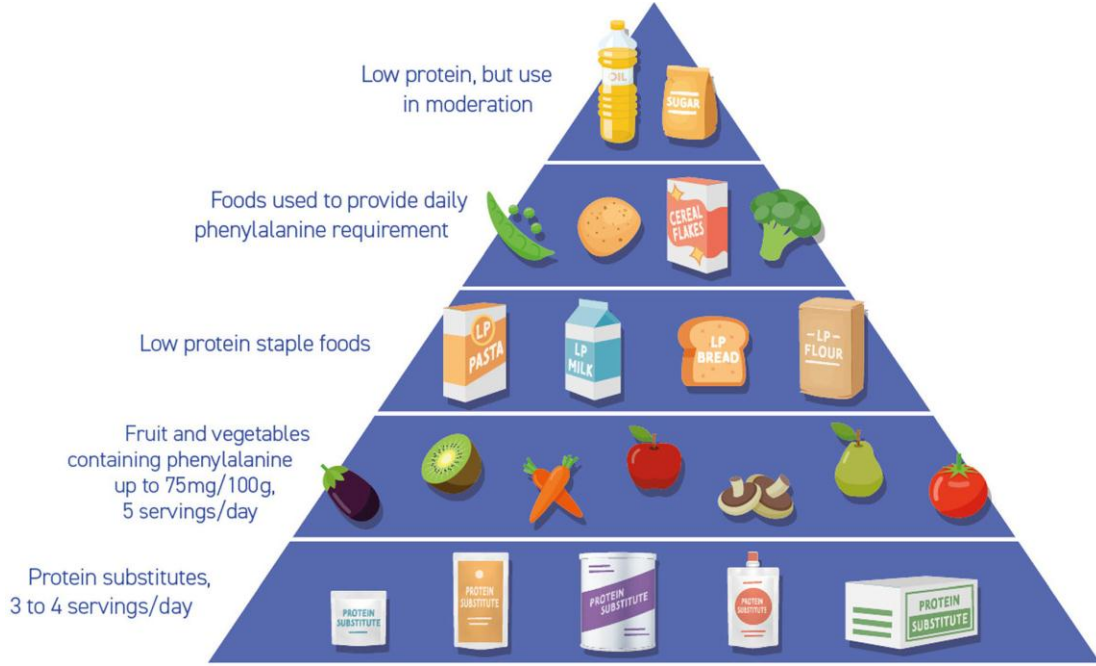 Low protein, but use
in moderation
OIL
SUGAR
Foods used to provide daily
phenylalanine requirement
CEREAL
FLAKES
Low protein staple foods
LP
PASTA
LP
MILK
LP
BREAD
-LP-
FLOUR
Fruit and vegetables
containing phenylalanine
up to 75mg/100g,
5 servings/day
Protein substitutes,
3 to 4 servings/day
PROTEIN
SUBSTITUTE
PROTEIN
SUBSTITUTE
PROTEIN
SUBSTITUTE
PROTEIN
SUBSTITUTE
PROTEIN
SUBSTITUTE